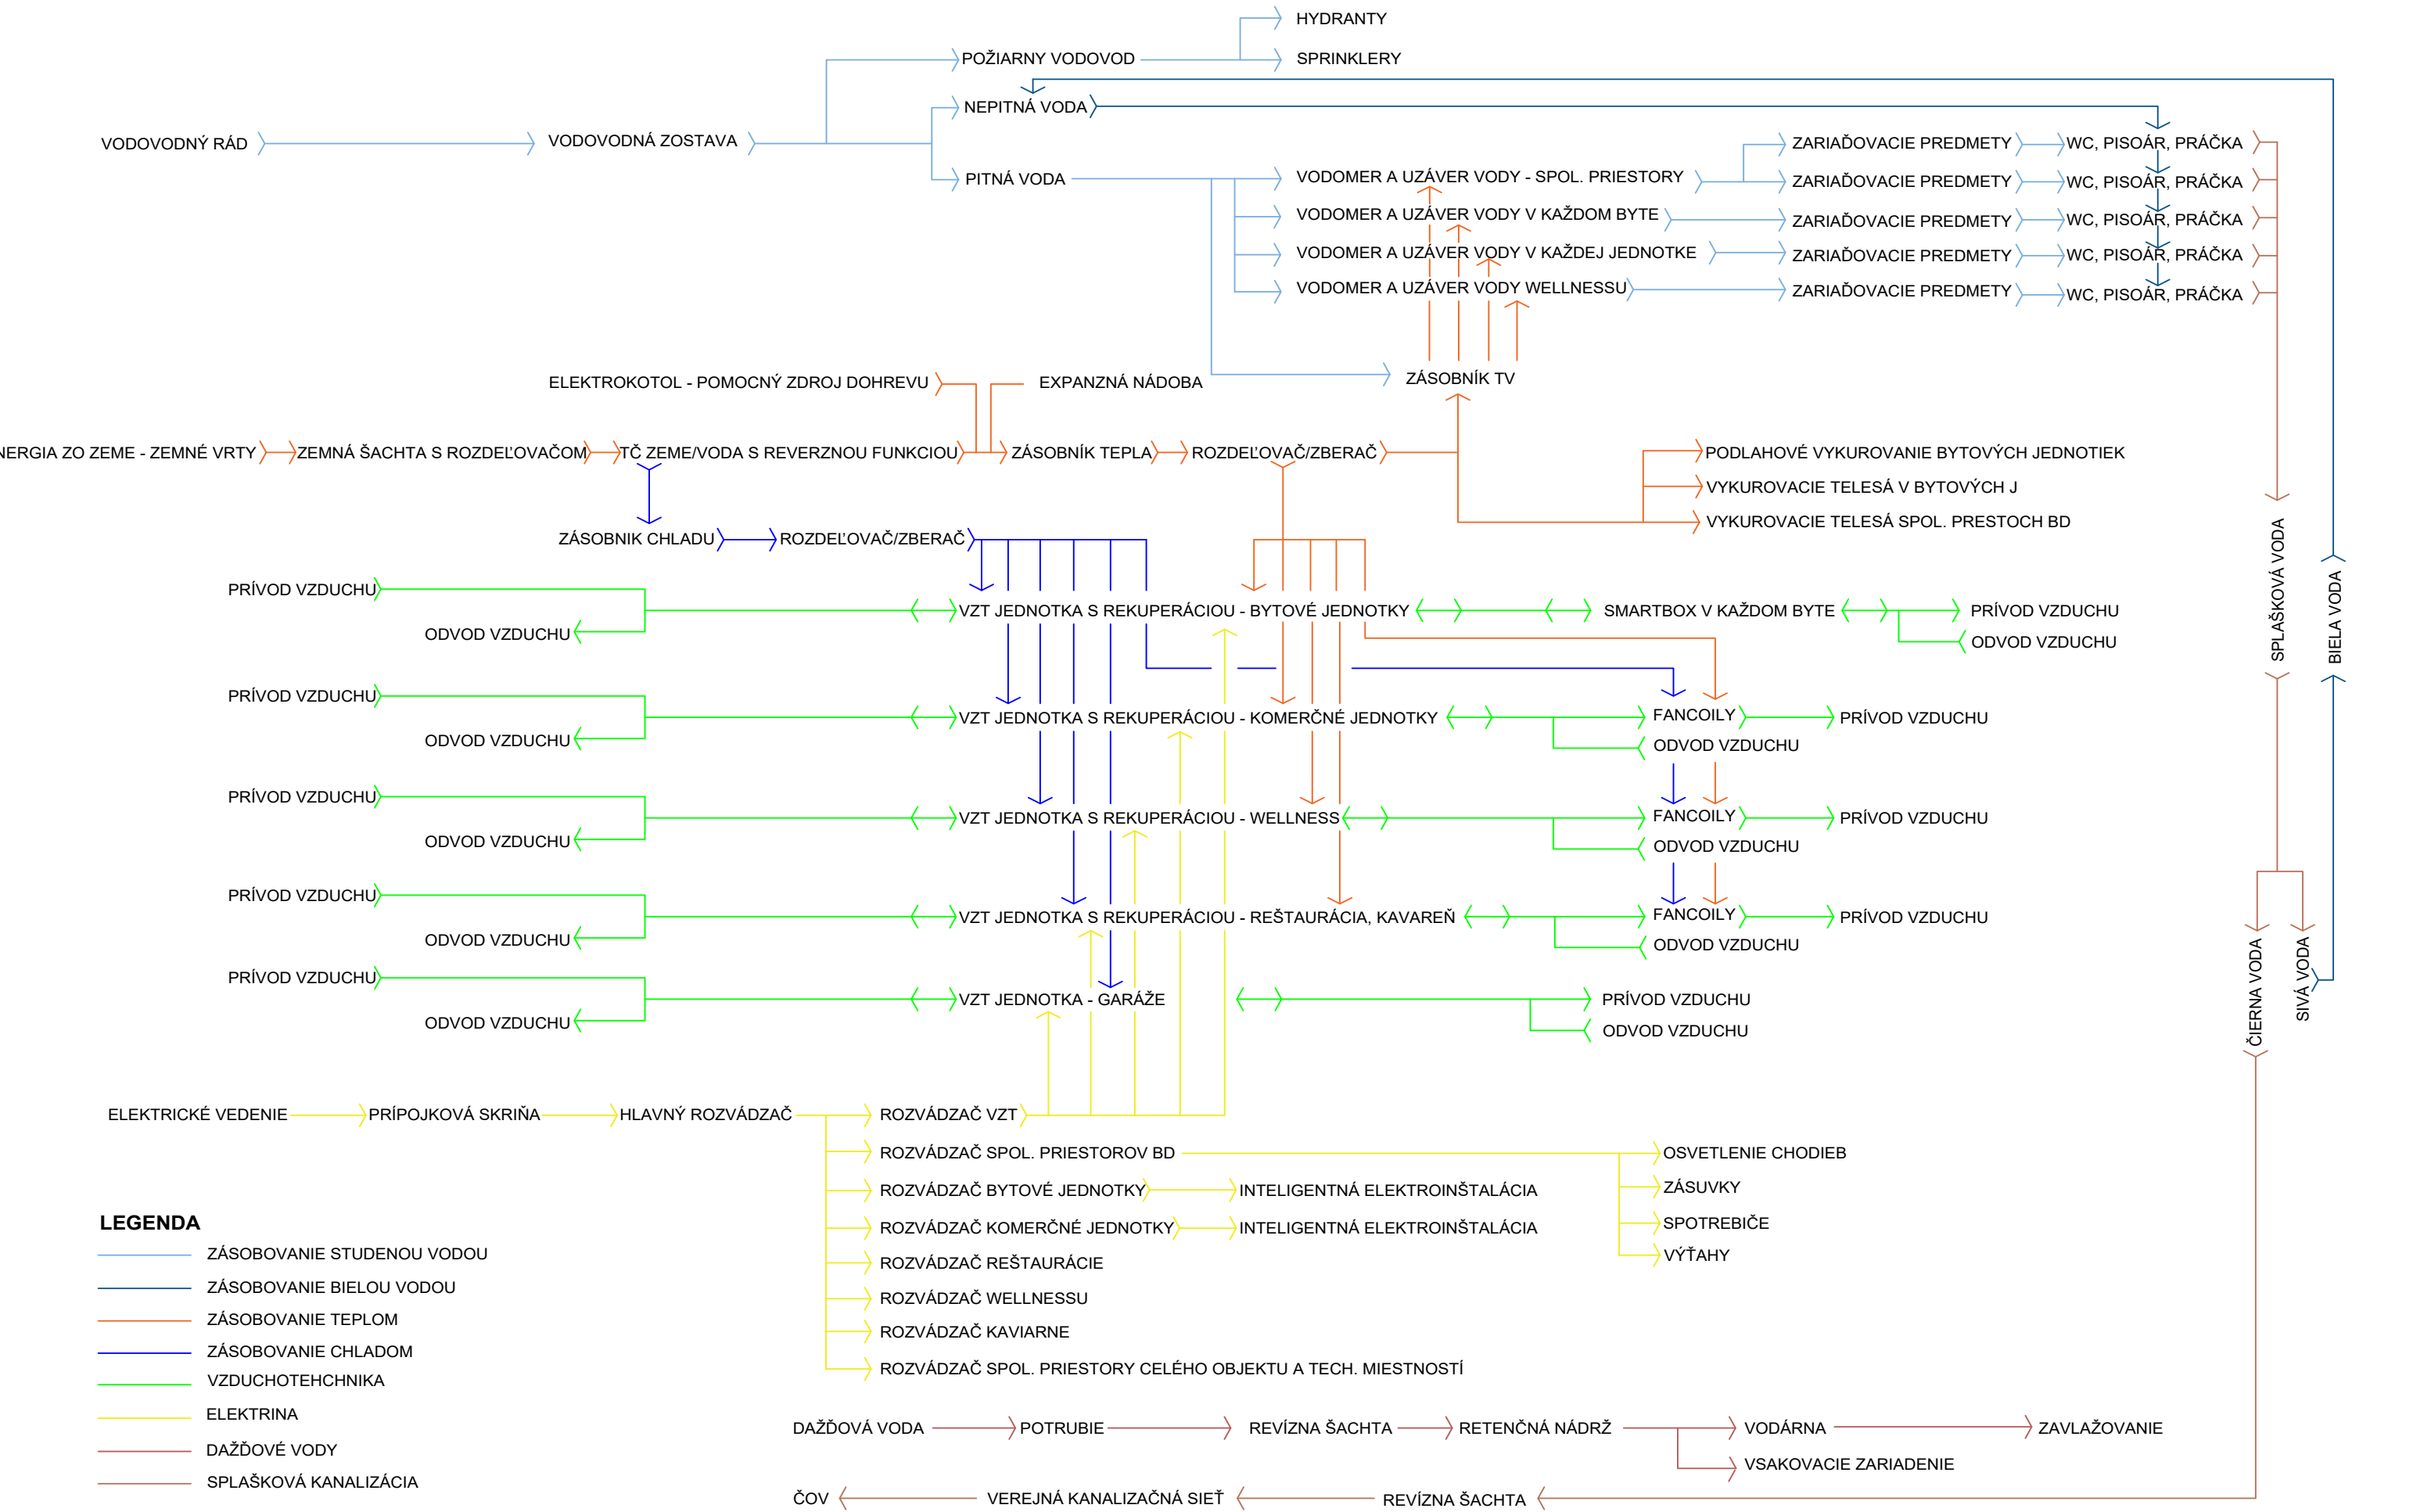 HYDRANTY
POŽIARNY VODOVOD
SPRINKLERY
NEPITNÁ VODA
VODOVODNÝ RÁD
VODOVODNÁ ZOSTAVA
ZARIAĎOVACIE PREDMETY
WC, PISOÁR, PRÁČKA
PITNÁ VODA
VODOMER A UZÁVER VODY - SPOL. PRIESTORY
ZARIAĎOVACIE PREDMETY
WC, PISOÁR, PRÁČKA
VODOMER A UZÁVER VODY V KAŽDOM BYTE
ZARIAĎOVACIE PREDMETY
WC, PISOÁR, PRÁČKA
VODOMER A UZÁVER VODY V KAŽDEJ JEDNOTKE
ZARIAĎOVACIE PREDMETY
WC, PISOÁR, PRÁČKA
VODOMER A UZÁVER VODY WELLNESSU
ZARIAĎOVACIE PREDMETY
WC, PISOÁR, PRÁČKA
ELEKTROKOTOL - POMOCNÝ ZDROJ DOHREVU
EXPANZNÁ NÁDOBA
ZÁSOBNÍK TV
NERGIA ZO ZEME - ZEMNÉ VRTY
ZEMNÁ ŠACHTA S ROZDEĽOVAČOM
TČ ZEME/VODA S REVERZNOU FUNKCIOU
ZÁSOBNÍK TEPLA
ROZDEĽOVAČ/ZBERAČ
PODLAHOVÉ VYKUROVANIE BYTOVÝCH JEDNOTIEK
VYKUROVACIE TELESÁ V BYTOVÝCH J
VYKUROVACIE TELESÁ SPOL. PRESTOCH BD
ZÁSOBNIK CHLADU
ROZDEĽOVAČ/ZBERAČ
SPLAŠKOVÁ VODA
BIELA VODA
PRÍVOD VZDUCHU
ODVOD VZDUCHU
VZT JEDNOTKA S REKUPERÁCIOU - BYTOVÉ JEDNOTKY
SMARTBOX V KAŽDOM BYTE
PRÍVOD VZDUCHU
ODVOD VZDUCHU
PRÍVOD VZDUCHU
ODVOD VZDUCHU
VZT JEDNOTKA S REKUPERÁCIOU - KOMERČNÉ JEDNOTKY
FANCOILY
PRÍVOD VZDUCHU
ODVOD VZDUCHU
PRÍVOD VZDUCHU
ODVOD VZDUCHU
VZT JEDNOTKA S REKUPERÁCIOU - WELLNESS
FANCOILY
PRÍVOD VZDUCHU
ODVOD VZDUCHU
PRÍVOD VZDUCHU
ODVOD VZDUCHU
VZT JEDNOTKA S REKUPERÁCIOU - REŠTAURÁCIA, KAVAREŇ
FANCOILY
PRÍVOD VZDUCHU
ODVOD VZDUCHU
PRÍVOD VZDUCHU
ODVOD VZDUCHU
VZT JEDNOTKA - GARÁŽE
PRÍVOD VZDUCHU
ODVOD VZDUCHU
ČIERNA VODA
SIVÁ VODA
ELEKTRICKÉ VEDENIE
PRÍPOJKOVÁ SKRIŇA
HLAVNÝ ROZVÁDZAČ
ROZVÁDZAČ VZT
ROZVÁDZAČ SPOL. PRIESTOROV BD
OSVETLENIE CHODIEB
ZÁSUVKY
SPOTREBIČE
VÝŤAHY
ROZVÁDZAČ BYTOVÉ JEDNOTKY
INTELIGENTNÁ ELEKTROINŠTALÁCIA
ROZVÁDZAČ KOMERČNÉ JEDNOTKY
INTELIGENTNÁ ELEKTROINŠTALÁCIA
ROZVÁDZAČ REŠTAURÁCIE
ROZVÁDZAČ WELLNESSU
ROZVÁDZAČ KAVIARNE
ROZVÁDZAČ SPOL. PRIESTORY CELÉHO OBJEKTU A TECH. MIESTNOSTÍ
LEGENDA
ZÁSOBOVANIE STUDENOU VODOU
ZÁSOBOVANIE BIELOU VODOU
ZÁSOBOVANIE TEPLOM
ZÁSOBOVANIE CHLADOM
VZDUCHOTEHCHNIKA
ELEKTRINA
DAŽĎOVÉ VODY
SPLAŠKOVÁ KANALIZÁCIA
DAŽĎOVÁ VODA
POTRUBIE
REVÍZNA ŠACHTA
RETENČNÁ NÁDRŽ
VODÁRNA
ZAVLAŽOVANIE
VSAKOVACIE ZARIADENIE
ČOV
VEREJNÁ KANALIZAČNÁ SIEŤ
REVÍZNA ŠACHTA